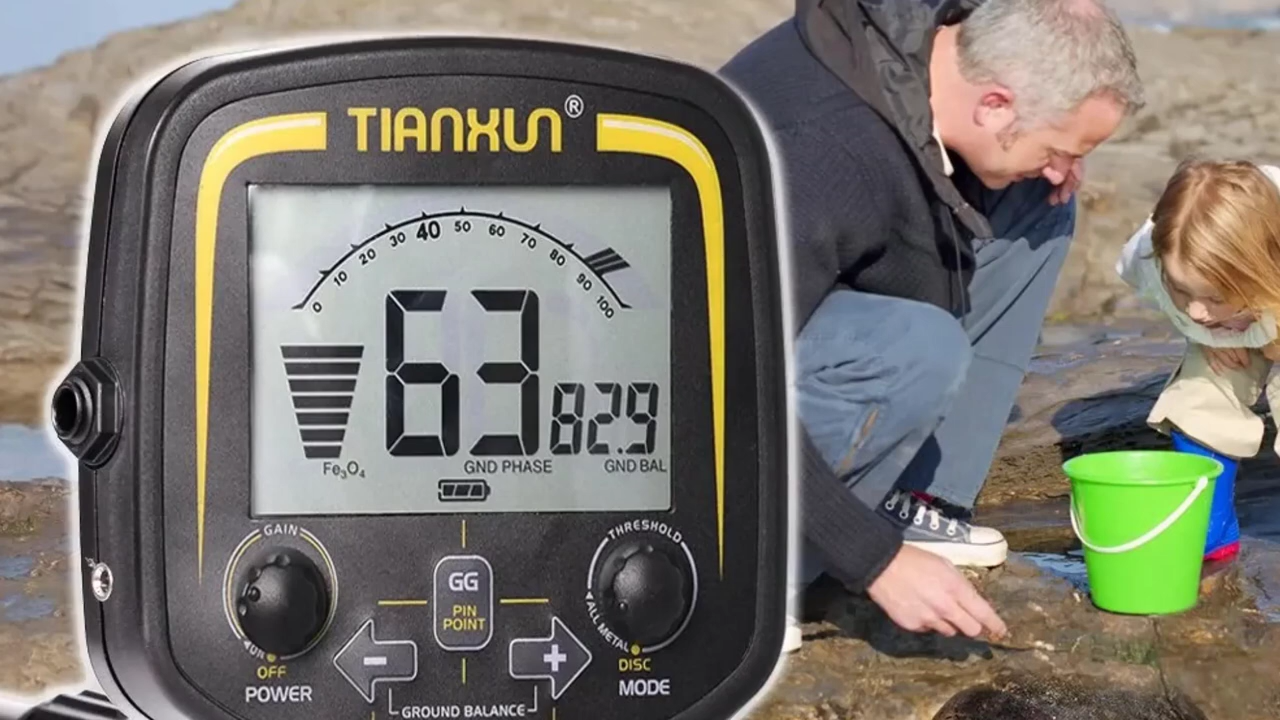 TIANXUN®
0 10 20 30 40 50 60 70 80 90 100
63
82.9
Fe3O4
GND PHASE
GND BAL
GAIN
THRESHOLD
GG
PIN
POINT
ALL METAL
OFF
POWER
DISC
MODE
- +
GROUND BALANCE